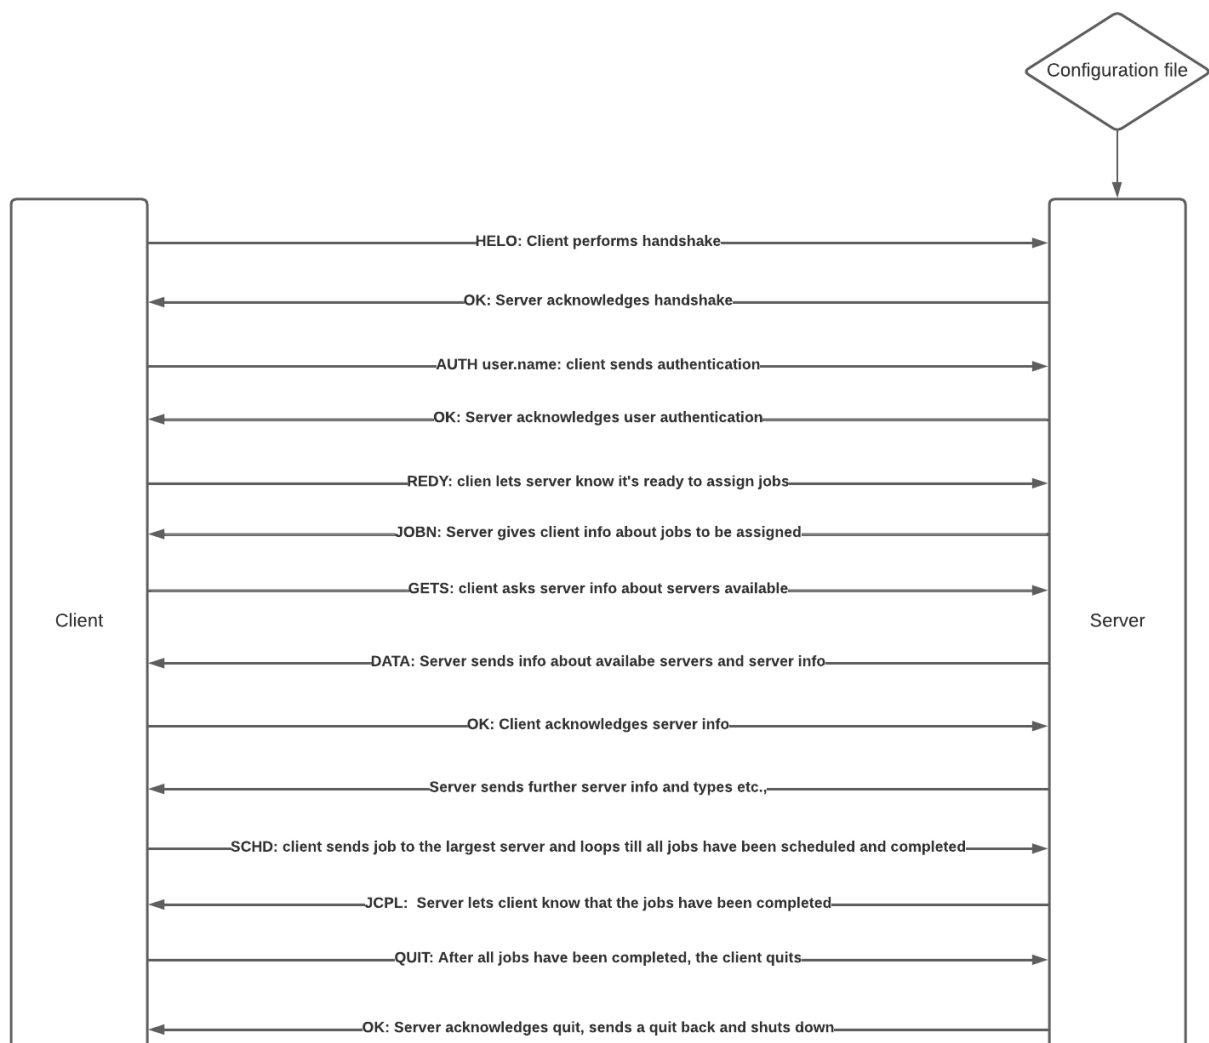 Configuration file
HELO: Client performs handshake
OK: Server acknowledges handshake
AUTH user.name: client sends authentication
OK: Server acknowledges user authentication
REDY: clien lets server know it's ready to assign jobs
JOBN: Server gives client info about jobs to be assigned
GETS: client asks server info about servers available
Client
Server
DATA: Server sends info about availabe servers and server info
OK: Client acknowledges server info
Server sends further server info and types etc.,
SCHD: client sends job to the largest server and loops till all jobs have been scheduled and completed
JCPL:  Server lets client know that the jobs have been completed
QUIT: After all jobs have been completed, the client quits
OK: Server acknowledges quit, sends a quit back and shuts down